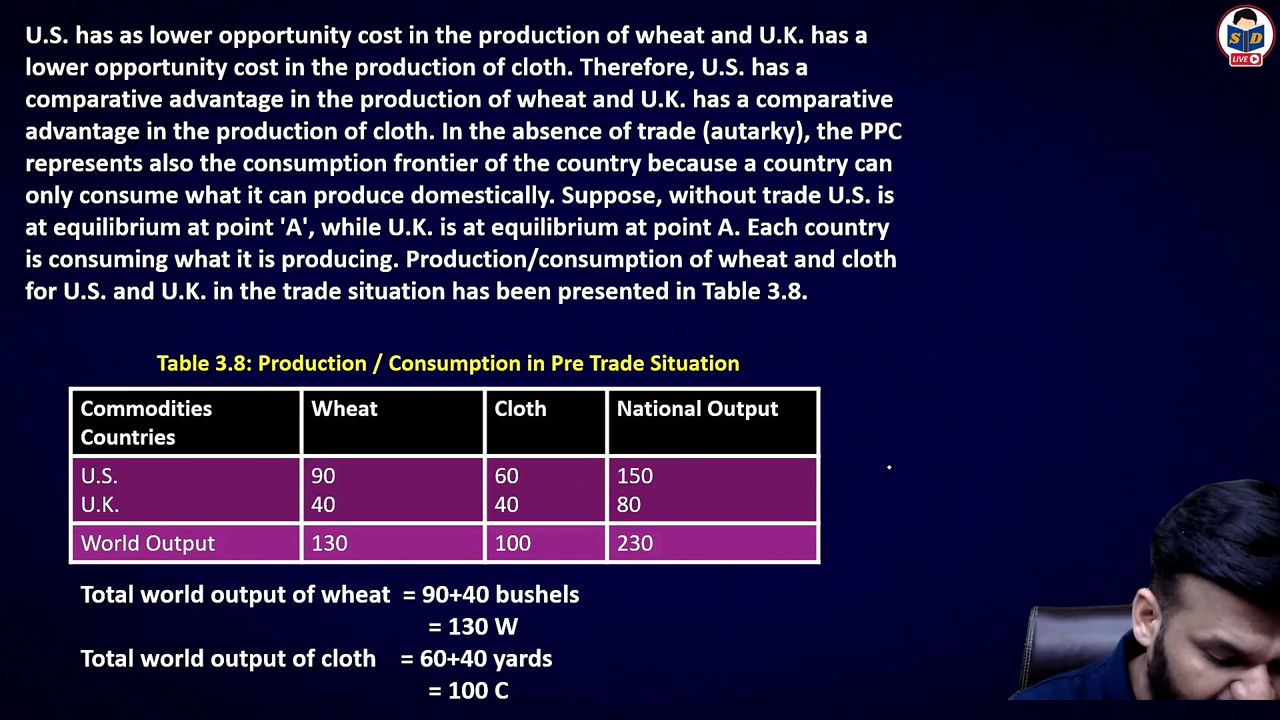 U.S. has as lower opportunity cost in the production of wheat and U.K. has a
lower opportunity cost in the production of cloth. Therefore, U.S. has a
comparative advantage in the production of wheat and U.K. has a comparative
advantage in the production of cloth. In the absence of trade (autarky), the PPC
represents also the consumption frontier of the country because a country can
only consume what it can produce domestically. Suppose, without trade U.S. is
at equilibrium at point 'A', while U.K. is at equilibrium at point A. Each country
is consuming what it is producing. Production/consumption of wheat and cloth
for U.S. and U.K. in the trade situation has been presented in Table 3.8.
S D
LIVE
Table 3.8: Production / Consumption in Pre Trade Situation
Commodities Wheat Cloth National Output
Countries
U.S. 90 60 150
U.K. 40 40 80
World Output 130 100 230
Total world output of wheat = 90+40 bushels
= 130 W
Total world output of cloth = 60+40 yards
= 100 C